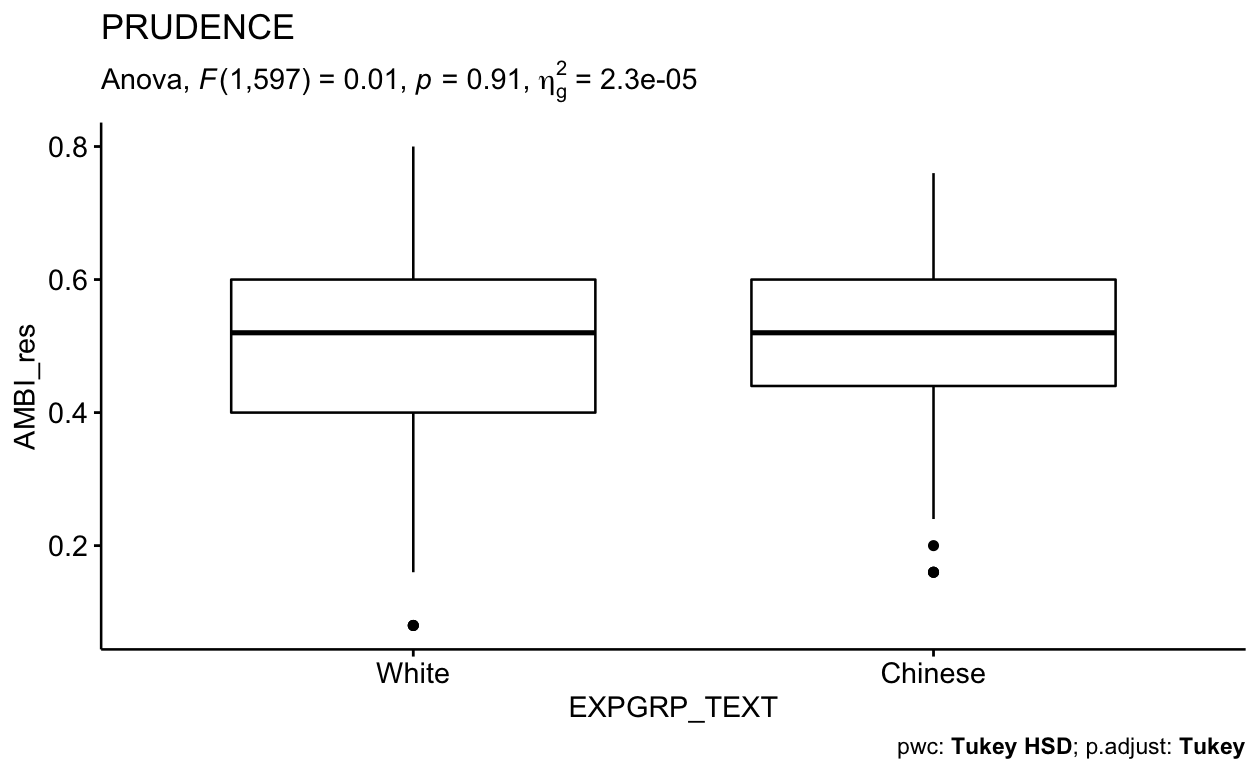 PRUDENCE
Anova, F(1,597) = 0.01, p = 0.91, η²g = 2.3e-05
0.8
0.6
0.4
0.2
AMBI_res
White Chinese
EXPGRP_TEXT
pwc: Tukey HSD; p.adjust: Tukey